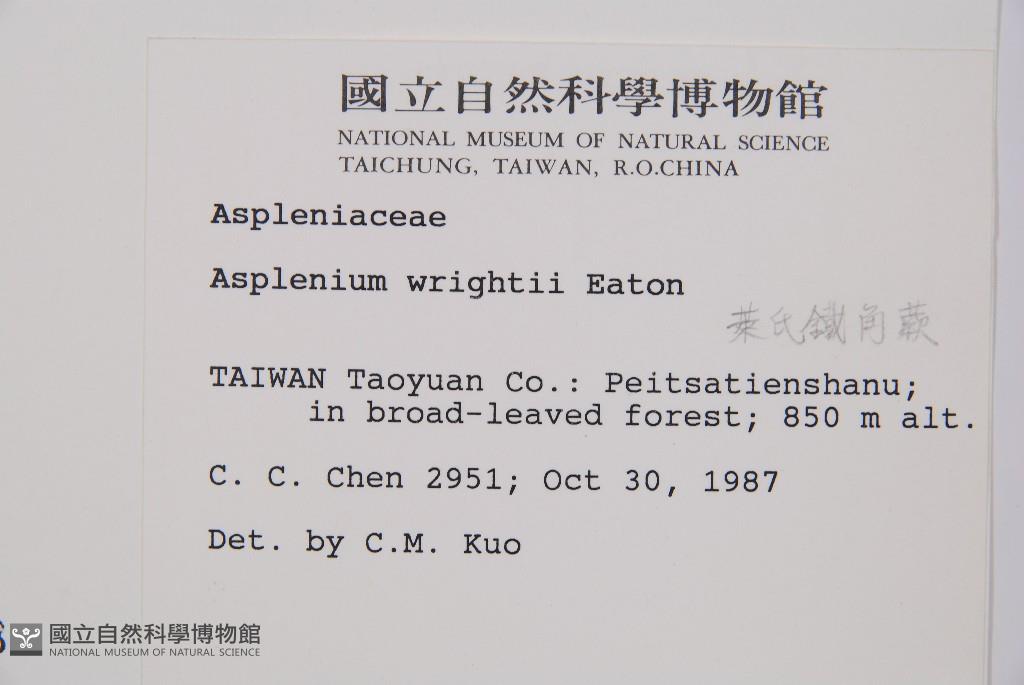 國立自然科學博物館
NATIONAL MUSEUM OF NATURAL SCIENCE
TAICHUNG, TAIWAN, R.O.CHINA
Aspleniaceae
Asplenium wrightii Eaton
萊氏鐵角蕨
TAIWAN Taoyuan Co.: Peitsatienshanu;
in broad-leaved forest; 850 m alt.
C. C. Chen 2951; Oct 30, 1987
Det. by C.M. Kuo
國立自然科學博物館
NATIONAL MUSEUM OF NATURAL SCIENCE